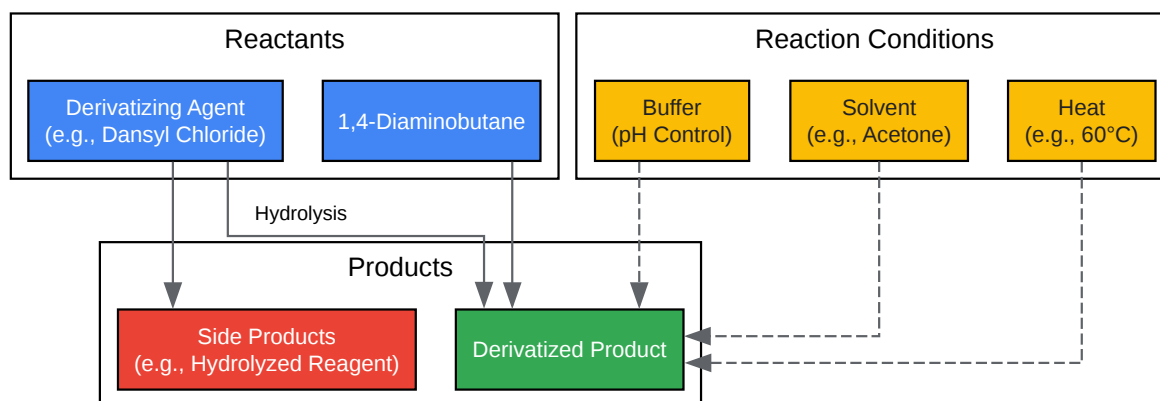 Reactants
Reaction Conditions
Derivatizing Agent
(e.g., Dansyl Chloride)
1,4-Diaminobutane
Buffer
(pH Control)
Solvent
(e.g., Acetone)
Heat
(e.g., 60°C)
Hydrolysis
Products
Side Products
(e.g., Hydrolyzed Reagent)
Derivatized Product